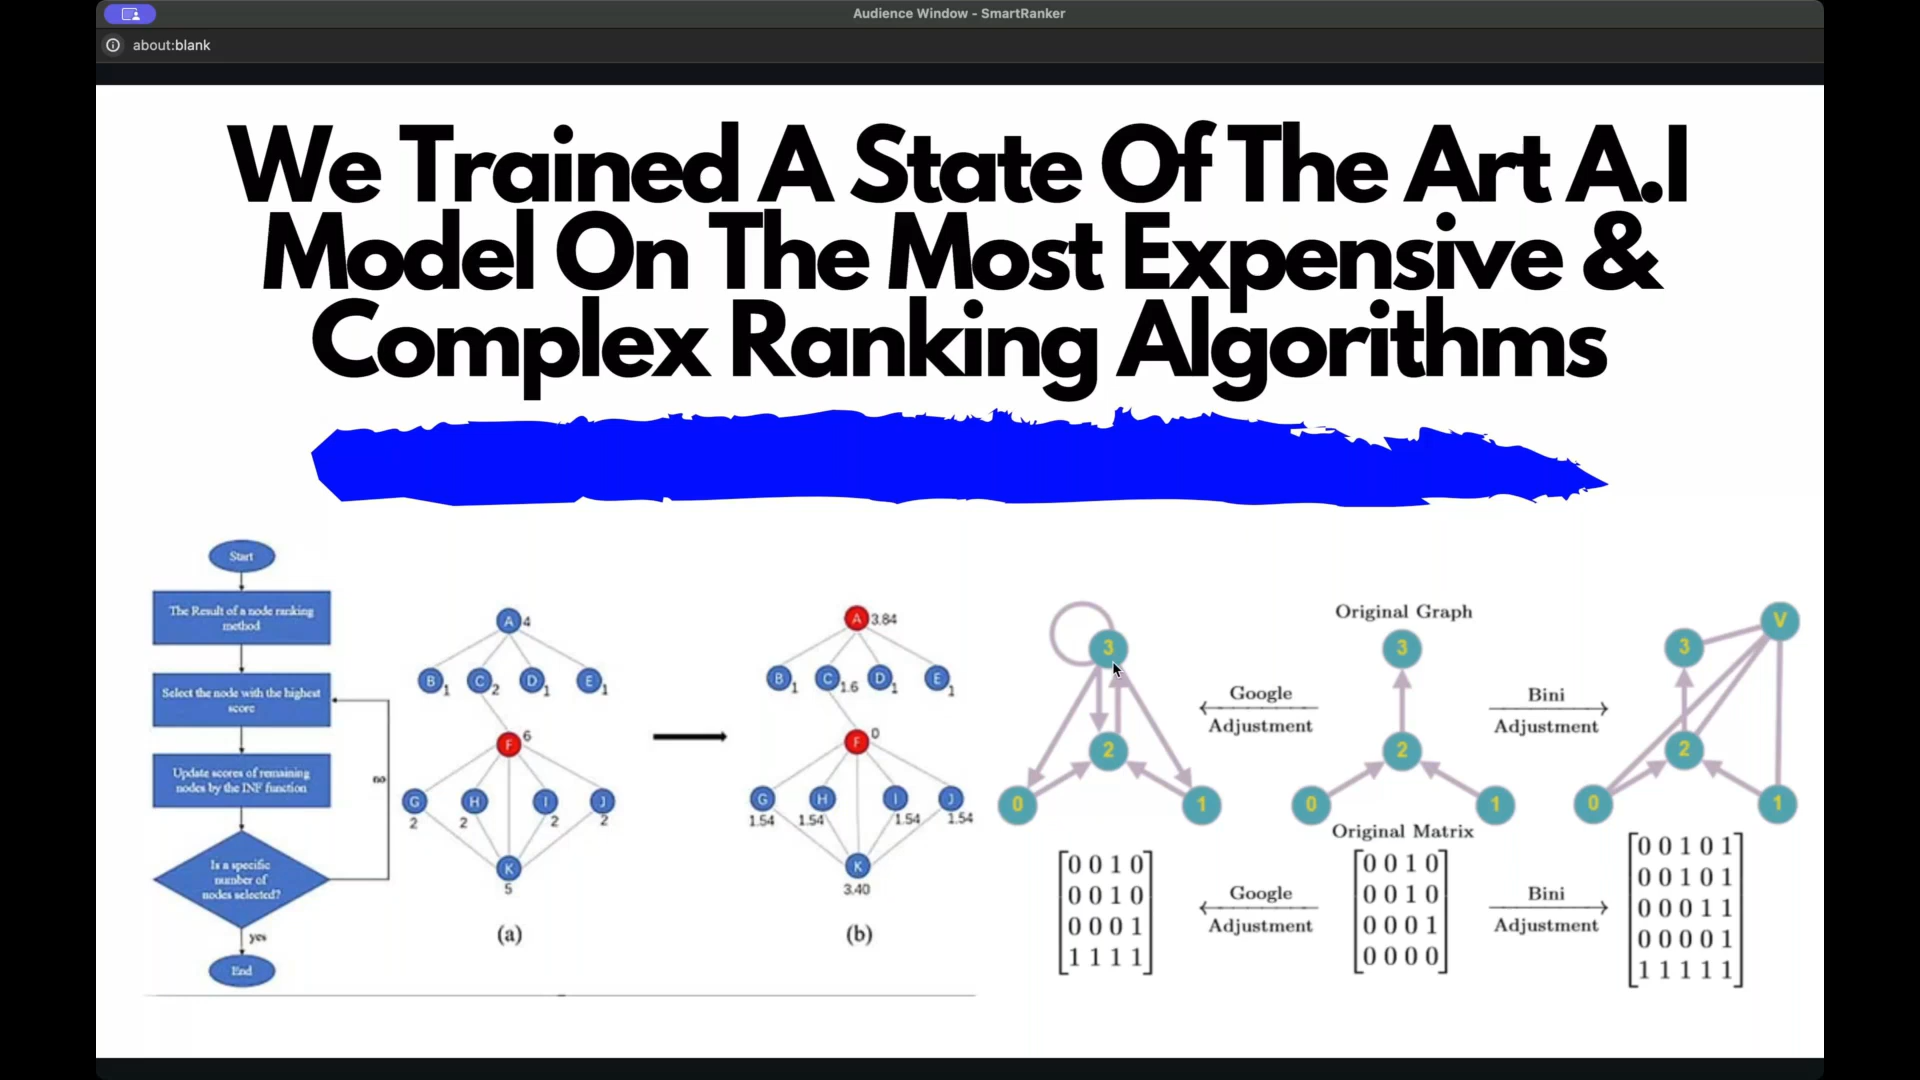 Audience Window - SmartRanker
about:blank
We Trained A State Of The Art A.I
Model On The Most Expensive &
Complex Ranking Algorithms
Start
The Result of a node ranking
method
Select the node with the highest
score
Update scores of remaining
nodes by the INF function
Is a specific
number of
nodes selected?
no
yes
End
A 4
B 1 C 2 D 1 E 1
F 6
G H I J
2 2 2 2
K
5
(a)
A 3.84
B 1 C 1.6 D 1 E 1
F 0
G H I J
1.54 1.54 1.54 1.54
K
3.40
(b)
3
2
0 1
Google
Adjustment
Original Graph
3
2
0 1
Bini
Adjustment
V
3
2
0 1
Original Matrix
0 0 1 0
0 0 1 0
0 0 0 1
1 1 1 1
Google
Adjustment
0 0 1 0
0 0 1 0
0 0 0 1
0 0 0 0
Bini
Adjustment
0 0 1 0 1
0 0 1 0 1
0 0 0 1 1
0 0 0 0 1
1 1 1 1 1